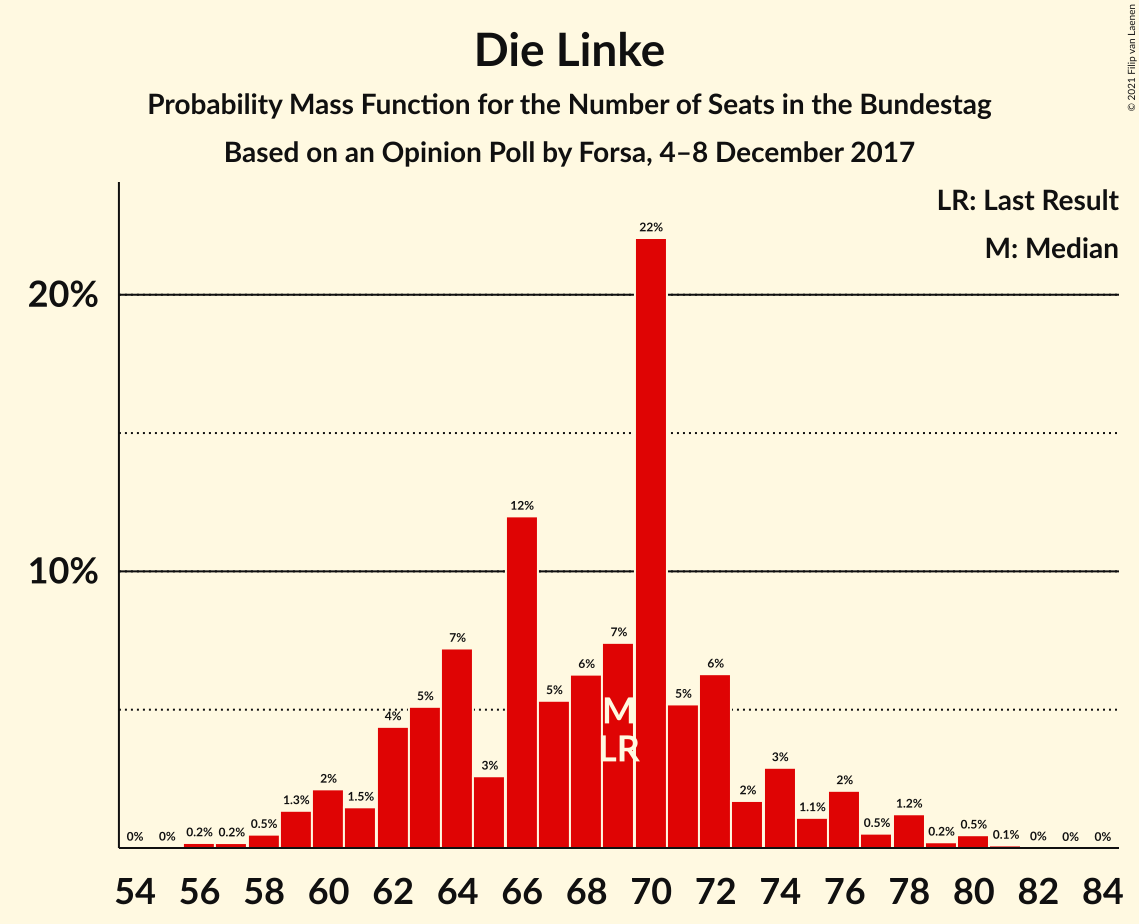 Die Linke
Probability Mass Function for the Number of Seats in the Bundestag
Based on an Opinion Poll by Forsa, 4–8 December 2017
© 2021 Filip van Laenen
LR: Last Result
M: Median
20%
10%
0% 0% 0.2% 0.2% 0.5% 1.3% 2% 1.5% 4% 5% 7% 3% 12% 5% 6% 7% 22% 5% 6% 2% 3% 1.1% 2% 0.5% 1.2% 0.2% 0.5% 0.1% 0% 0% 0%
M
LR
54 56 58 60 62 64 66 68 70 72 74 76 78 80 82 84